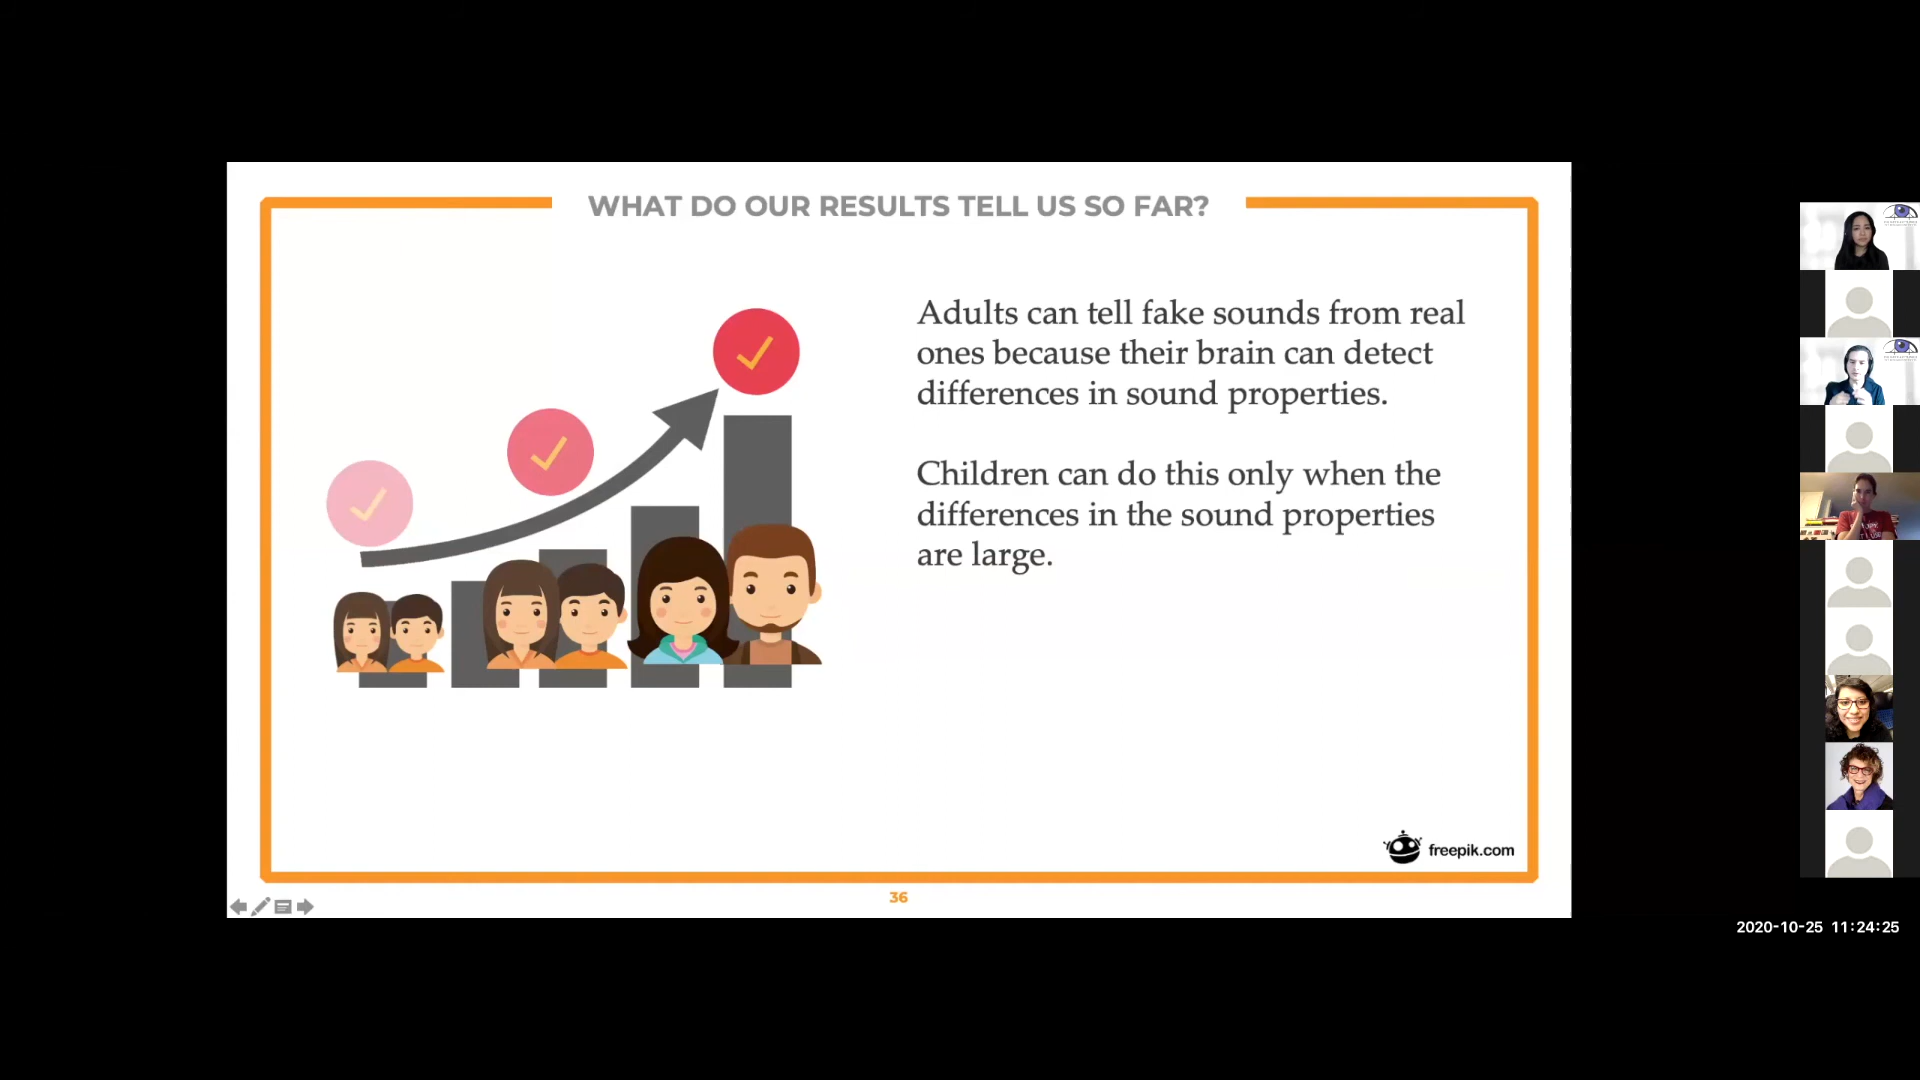 WHAT DO OUR RESULTS TELL US SO FAR?
Adults can tell fake sounds from real
ones because their brain can detect
differences in sound properties.
Children can do this only when the
differences in the sound properties
are large.
freepik.com
36
2020-10-25 11:24:25